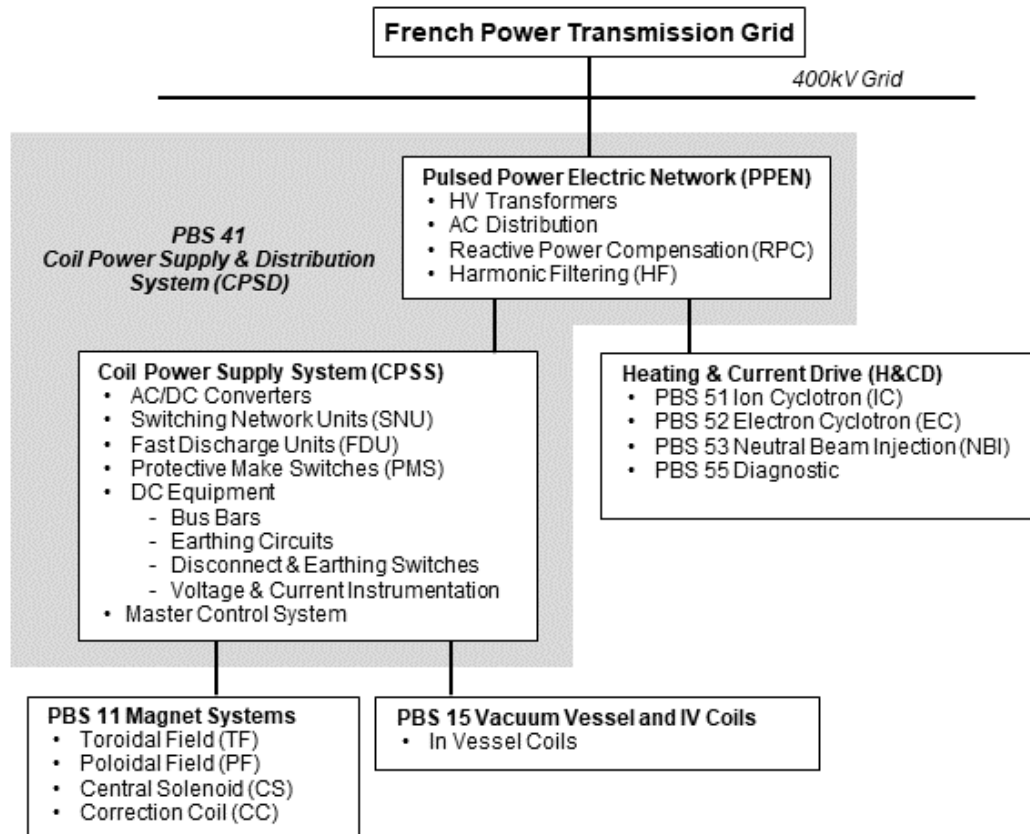 French Power Transmission Grid
400kV Grid
Pulsed Power Electric Network (PPEN)
• HV Transformers
• AC Distribution
• Reactive Power Compensation (RPC)
• Harmonic Filtering (HF)
PBS 41
Coil Power Supply & Distribution
System (CPSD)
Coil Power Supply System (CPSS)
• AC/DC Converters
• Switching Network Units (SNU)
• Fast Discharge Units (FDU)
• Protective Make Switches (PMS)
• DC Equipment
- Bus Bars
- Earthing Circuits
- Disconnect & Earthing Switches
- Voltage & Current Instrumentation
• Master Control System
Heating & Current Drive (H&CD)
• PBS 51 Ion Cyclotron (IC)
• PBS 52 Electron Cyclotron (EC)
• PBS 53 Neutral Beam Injection (NBI)
• PBS 55 Diagnostic
PBS 11 Magnet Systems
• Toroidal Field (TF)
• Poloidal Field (PF)
• Central Solenoid (CS)
• Correction Coil (CC)
PBS 15 Vacuum Vessel and IV Coils
• In Vessel Coils